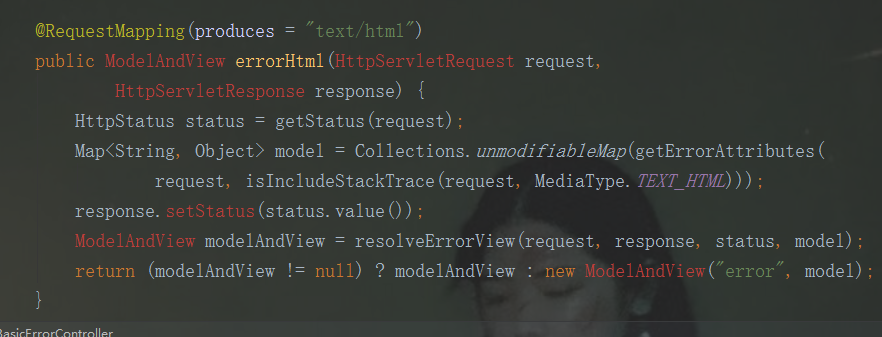 @RequestMapping(produces = "text/html")
public ModelAndView errorHtml(HttpServletRequest request,
HttpServletResponse response) {
HttpStatus status = getStatus(request);
Map<String, Object> model = Collections.unmodifiableMap(getErrorAttributes(
request, isIncludeStackTrace(request, MediaType.TEXT_HTML)));
response.setStatus(status.value());
ModelAndView modelAndView = resolveErrorView(request, response, status, model);
return (modelAndView != null) ? modelAndView : new ModelAndView("error", model);
}
BasicErrorController